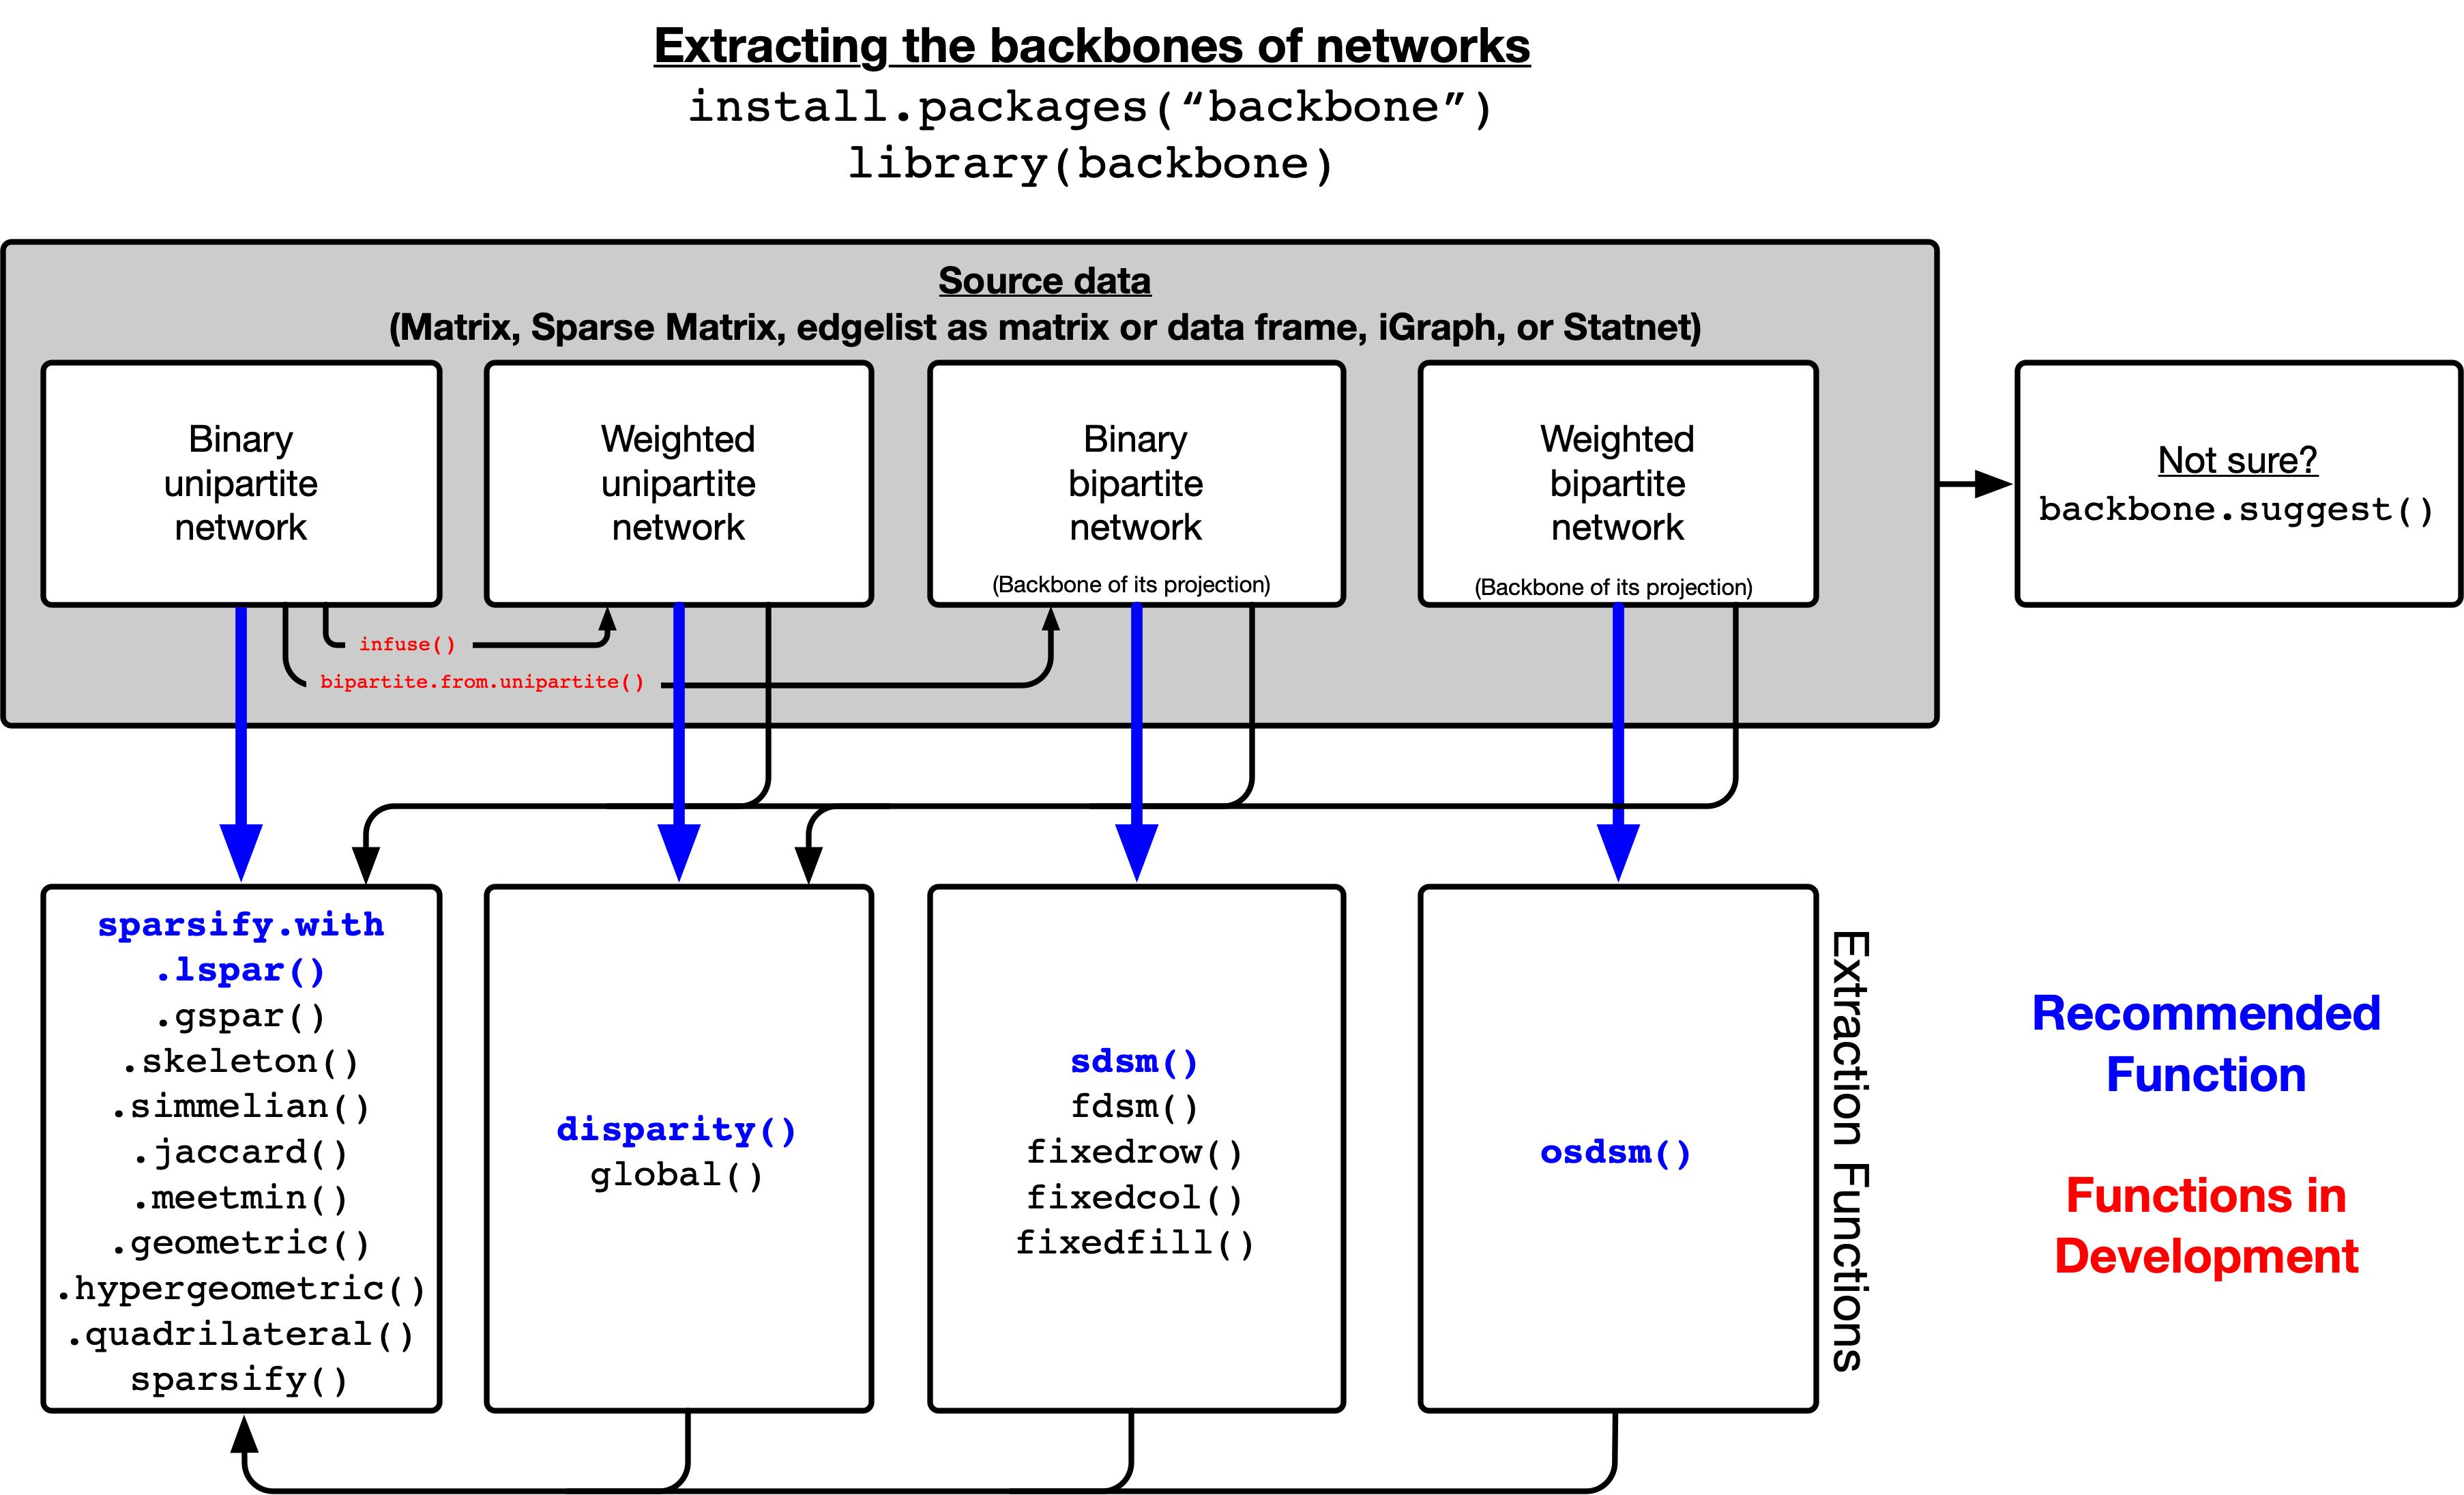 Extracting the backbones of networks
install.packages(“backbone”)
library(backbone)
Source data
(Matrix, Sparse Matrix, edgelist as matrix or data frame, iGraph, or Statnet)
Binary
unipartite
network
Weighted
unipartite
network
Binary
bipartite
network
(Backbone of its projection)
Weighted
bipartite
network
(Backbone of its projection)
Not sure?
backbone.suggest()
infuse()
bipartite.from.unipartite()
sparsify.with
.lspar()
.gspar()
.skeleton()
.simmelian()
.jaccard()
.meetmin()
.geometric()
.hypergeometric()
.quadrilateral()
sparsify()
disparity()
global()
sdsm()
fdsm()
fixedrow()
fixedcol()
fixedfill()
osdsm()
Extraction Functions
Recommended
Function
Functions in
Development